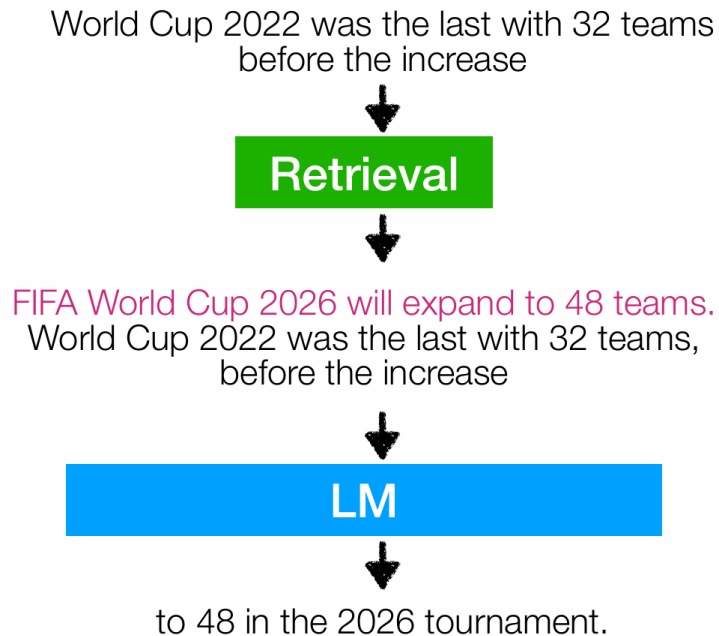 World Cup 2022 was the last with 32 teams
before the increase
Retrieval
FIFA World Cup 2026 will expand to 48 teams.
World Cup 2022 was the last with 32 teams,
before the increase
LM
to 48 in the 2026 tournament.